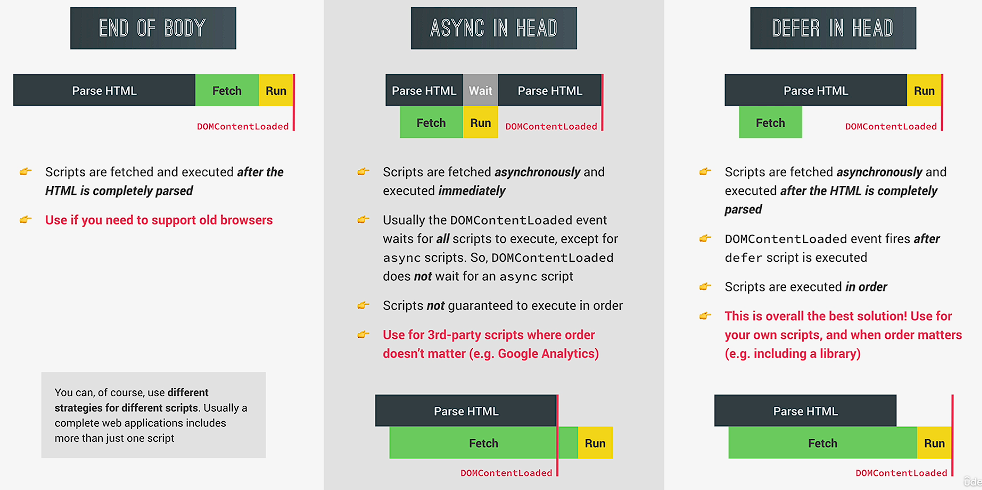 END OF BODY
Parse HTML
Fetch
Run
DOMContentLoaded
Scripts are fetched and executed after the
HTML is completely parsed
Use if you need to support old browsers
You can, of course, use different
strategies for different scripts. Usually a
complete web applications includes
more than just one script
ASYNC IN HEAD
Parse HTML
Wait
Parse HTML
Fetch
Run
DOMContentLoaded
Scripts are fetched asynchronously and
executed immediately
Usually the DOMContentLoaded event
waits for all scripts to execute, except for
async scripts. So, DOMContentLoaded
does not wait for an async script
Scripts not guaranteed to execute in order
Use for 3rd-party scripts where order
doesn't matter (e.g. Google Analytics)
Parse HTML
Fetch
Run
DOMContentLoaded
DEFER IN HEAD
Parse HTML
Run
Fetch
DOMContentLoaded
Scripts are fetched asynchronously and
executed after the HTML is completely
parsed
DOMContentLoaded event fires after
defer script is executed
Scripts are executed in order
This is overall the best solution! Use for
your own scripts, and when order matters
(e.g. including a library)
Parse HTML
Fetch
Run
DOMContentLoaded